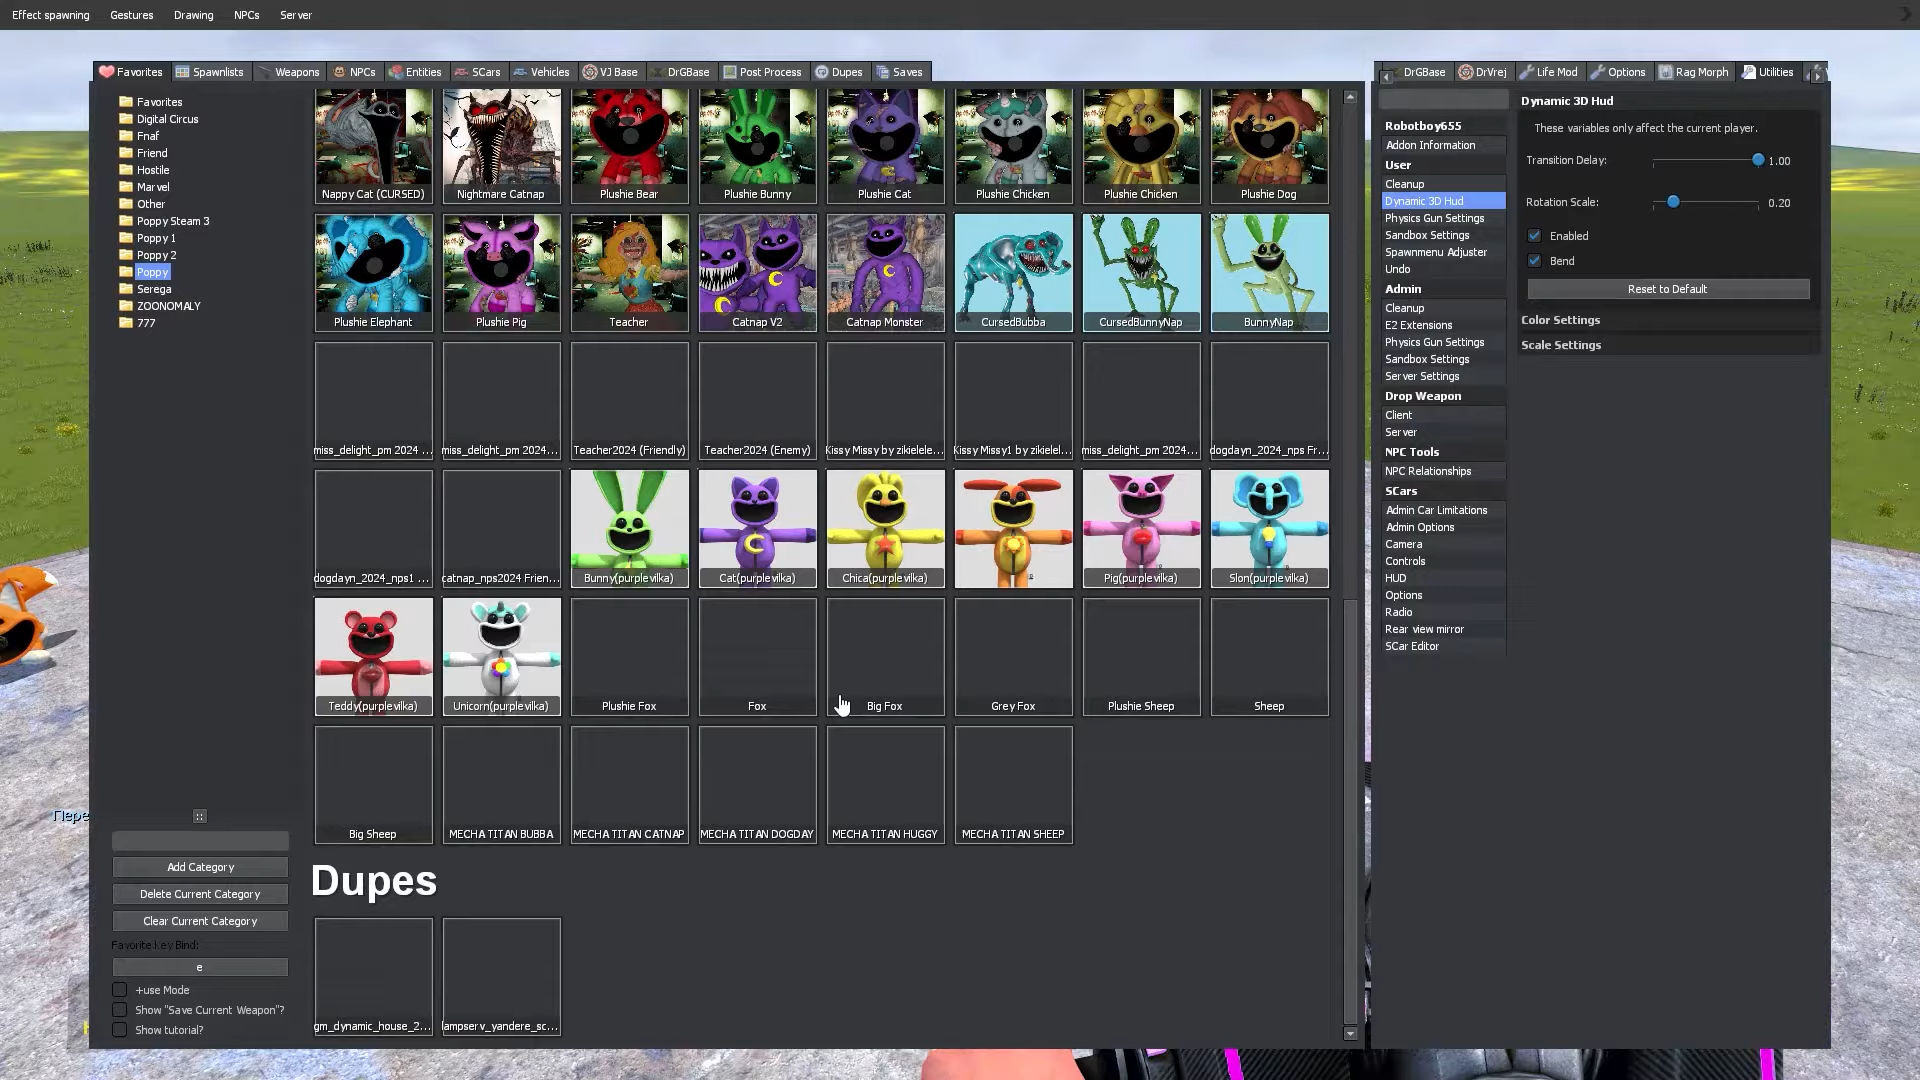 Effect spawning Gestures Drawing NPCs Server
Favorites Spawnlists Weapons NPCs Entities SCars Vehicles VJ Base DrGBase Post Process Dupes Saves
Favorites
Digital Circus
Fnaf
Friend
Hostile
Marvel
Other
Poppy Steam 3
Poppy 1
Poppy 2
Poppy
Serega
ZOONOMALY
777
Nappy Cat (CURSED) Nightmare Catnap Plushie Bear Plushie Bunny Plushie Cat Plushie Chicken Plushie Chicken Plushie Dog
Plushie Elephant Plushie Pig Teacher Catnap V2 Catnap Monster CursedBubba CursedBunnyNap BunnyNap
miss_delight_pm 2024 ... miss_delight_pm 2024... Teacher2024 (Friendly) Teacher2024 (Enemy) Kissy Missy by zikielele... Kissy Missy1 by zikielel... miss_delight_pm 2024... dogdayn_2024_nps Fr...
dogdayn_2024_nps1 ... catnap_nps2024 Frien... Bunny(purplevilka) Cat(purplevilka) Chica(purplevilka) Pig(purplevilka) Slon(purplevilka)
Teddy(purplevilka) Unicorn(purplevilka) Plushie Fox Fox Big Fox Grey Fox Plushie Sheep Sheep
Big Sheep MECHA TITAN BUBBA MECHA TITAN CATNAP MECHA TITAN DOGDAY MECHA TITAN HUGGY MECHA TITAN SHEEP
Dupes
gm_dynamic_house_2... lampserv_yandere_sc...
Пере
Add Category
Delete Current Category
Clear Current Category
Favorite Key Bind:
e
+use Mode
Show "Save Current Weapon"?
Show tutorial?
DrGBase DrVrej Life Mod Options Rag Morph Utilities
Robotboy655
Addon Information
User
Cleanup
Dynamic 3D Hud
Physics Gun Settings
Sandbox Settings
Spawnmenu Adjuster
Undo
Admin
Cleanup
E2 Extensions
Physics Gun Settings
Sandbox Settings
Server Settings
Drop Weapon
Client
Server
NPC Tools
NPC Relationships
SCars
Admin Car Limitations
Admin Options
Camera
Controls
HUD
Options
Radio
Rear view mirror
SCar Editor
Dynamic 3D Hud
These variables only affect the current player.
Transition Delay: 1.00
Rotation Scale: 0.20
Enabled
Bend
Reset to Default
Color Settings
Scale Settings